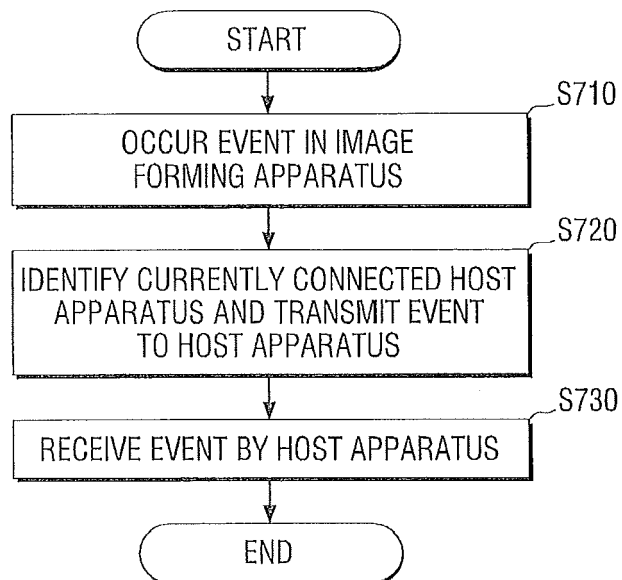 START
S710
OCCUR EVENT IN IMAGE
FORMING APPARATUS
S720
IDENTIFY CURRENTLY CONNECTED HOST
APPARATUS AND TRANSMIT EVENT
TO HOST APPARATUS
S730
RECEIVE EVENT BY HOST APPARATUS
END